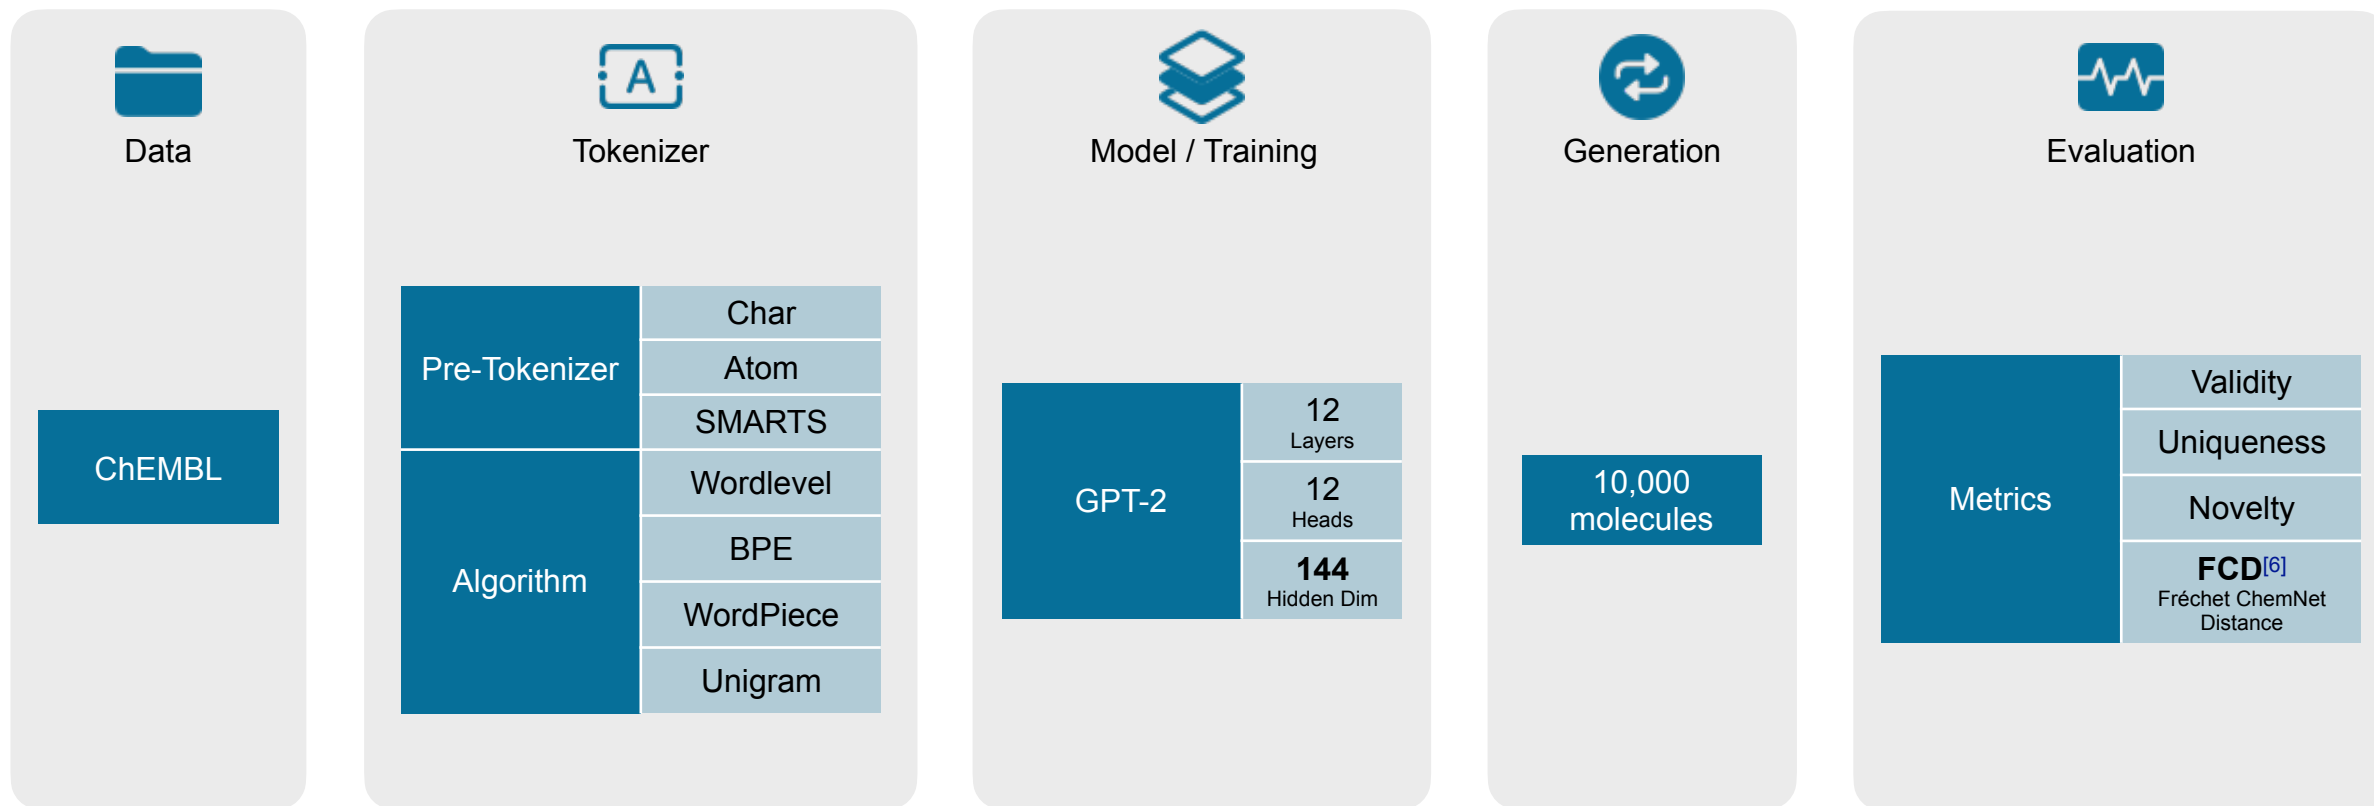 Data
ChEMBL
A
Tokenizer
Pre-Tokenizer
Char
Atom
SMARTS
Algorithm
Wordlevel
BPE
WordPiece
Unigram
Model / Training
GPT-2
12
Layers
12
Heads
144
Hidden Dim
Generation
10,000
molecules
Evaluation
Metrics
Validity
Uniqueness
Novelty
FCD[6]
Fréchet ChemNet
Distance